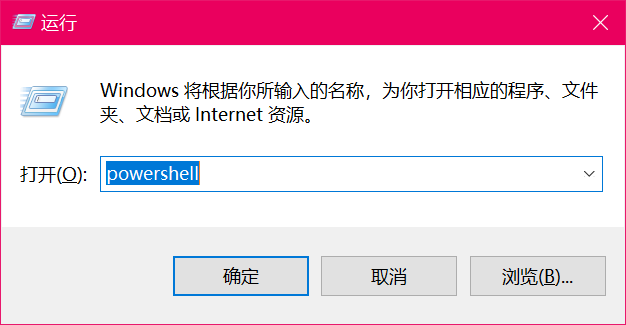 运行
Windows 将根据你所输入的名称，为你打开相应的程序、文件
夹、文档或 Internet 资源。
打开(O): powershell
确定 取消 浏览(B)...